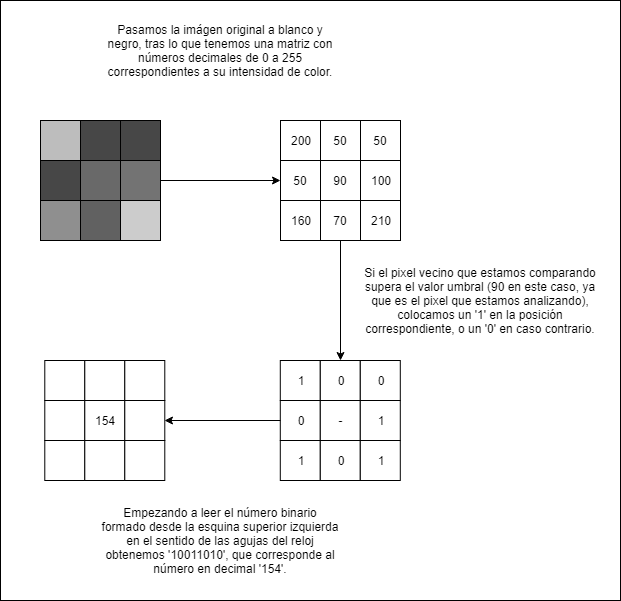 Pasamos la imágen original a blanco y
negro, tras lo que tenemos una matriz con
números decimales de 0 a 255
correspondientes a su intensidad de color.
200 50 50
50 90 100
160 70 210
Si el pixel vecino que estamos comparando
supera el valor umbral (90 en este caso, ya
que es el pixel que estamos analizando),
colocamos un '1' en la posición
correspondiente, o un '0' en caso contrario.
1 0 0
0 - 1
1 0 1
154
Empezando a leer el número binario
formado desde la esquina superior izquierda
en el sentido de las agujas del reloj
obtenemos '10011010', que corresponde al
número en decimal '154'.